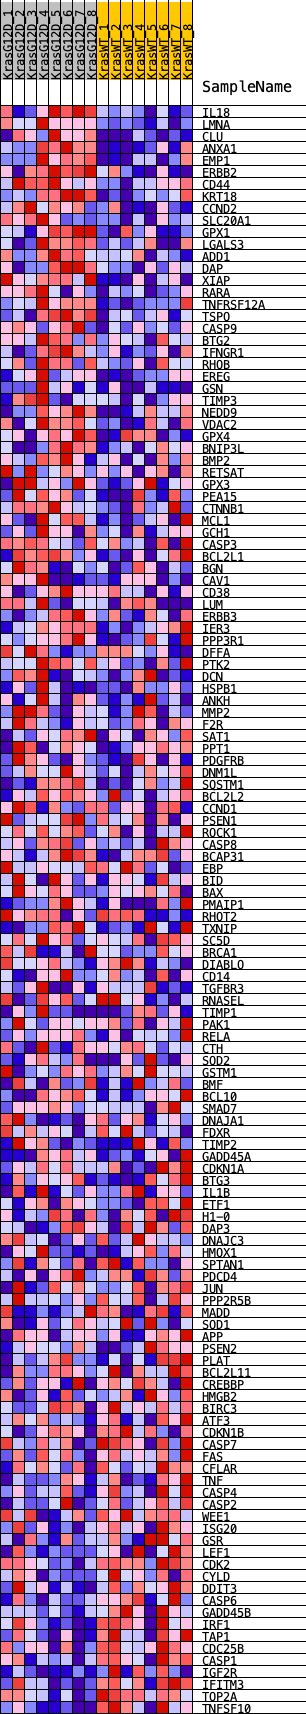 KrasG12D_1
KrasG12D_2
KrasG12D_3
KrasG12D_4
KrasG12D_5
KrasG12D_6
KrasG12D_7
KrasG12D_8
KrasWT_1
KrasWT_2
KrasWT_3
KrasWT_4
KrasWT_5
KrasWT_6
KrasWT_7
KrasWT_8
SampleName
IL18
LMNA
CLU
ANXA1
EMP1
ERBB2
CD44
KRT18
CCND2
SLC20A1
GPX1
LGALS3
ADD1
DAP
XIAP
RARA
TNFRSF12A
TSPO
CASP9
BTG2
IFNGR1
RHOB
EREG
GSN
TIMP3
NEDD9
VDAC2
GPX4
BNIP3L
BMP2
RETSAT
GPX3
PEA15
CTNNB1
MCL1
GCH1
CASP3
BCL2L1
BGN
CAV1
CD38
LUM
ERBB3
IER3
PPP3R1
DFFA
PTK2
DCN
HSPB1
ANKH
MMP2
F2R
SAT1
PPT1
PDGFRB
DNM1L
SQSTM1
BCL2L2
CCND1
PSEN1
ROCK1
CASP8
BCAP31
EBP
BID
BAX
PMAIP1
RHOT2
TXNIP
SC5D
BRCA1
DIABLO
CD14
TGFBR3
RNASEL
TIMP1
PAK1
RELA
CTH
SOD2
GSTM1
BMF
BCL10
SMAD7
DNAJA1
FDXR
TIMP2
GADD45A
CDKN1A
BTG3
IL1B
ETF1
H1-0
DAP3
DNAJC3
HMOX1
SPTAN1
PDCD4
JUN
PPP2R5B
MADD
SOD1
APP
PSEN2
PLAT
BCL2L11
CREBBP
HMGB2
BIRC3
ATF3
CDKN1B
CASP7
FAS
CFLAR
TNF
CASP4
CASP2
WEE1
ISG20
GSR
LEF1
CDK2
CYLD
DDIT3
CASP6
GADD45B
IRF1
TAP1
CDC25B
CASP1
IGF2R
IFITM3
TOP2A
TNFSF10